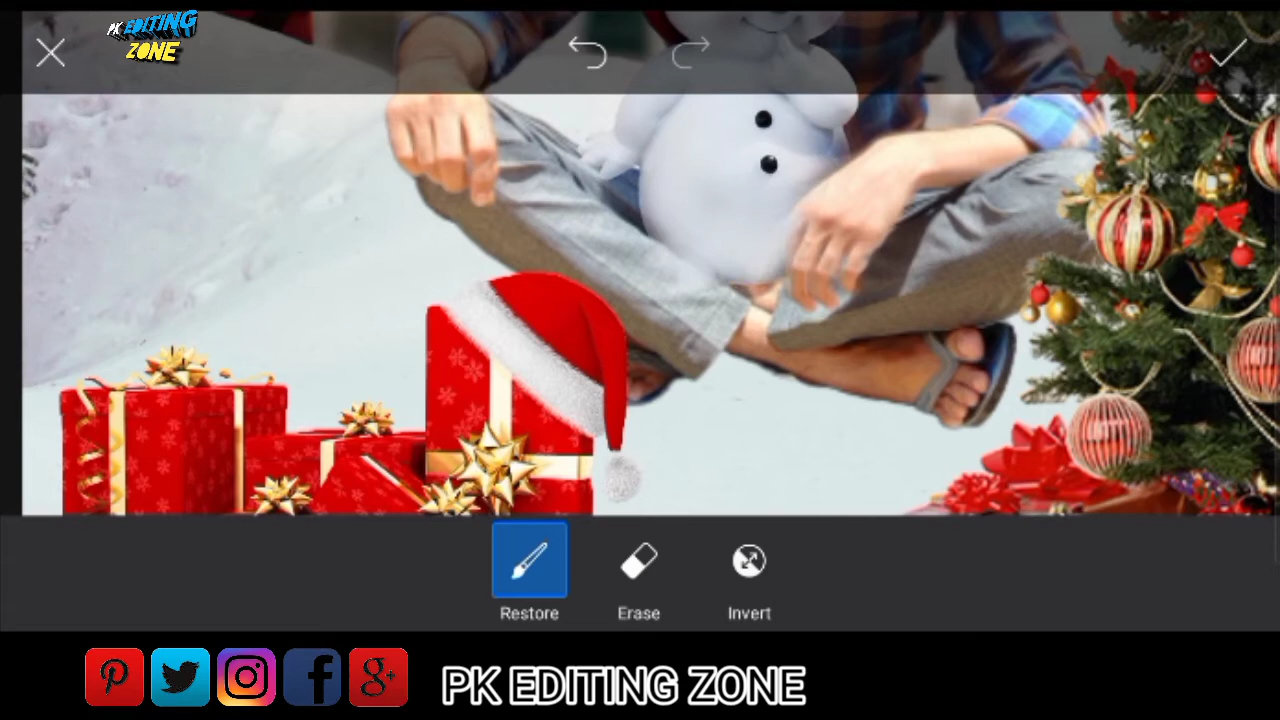 PK EDITING
ZONE
Restore
Erase
Invert
PK EDITING ZONE